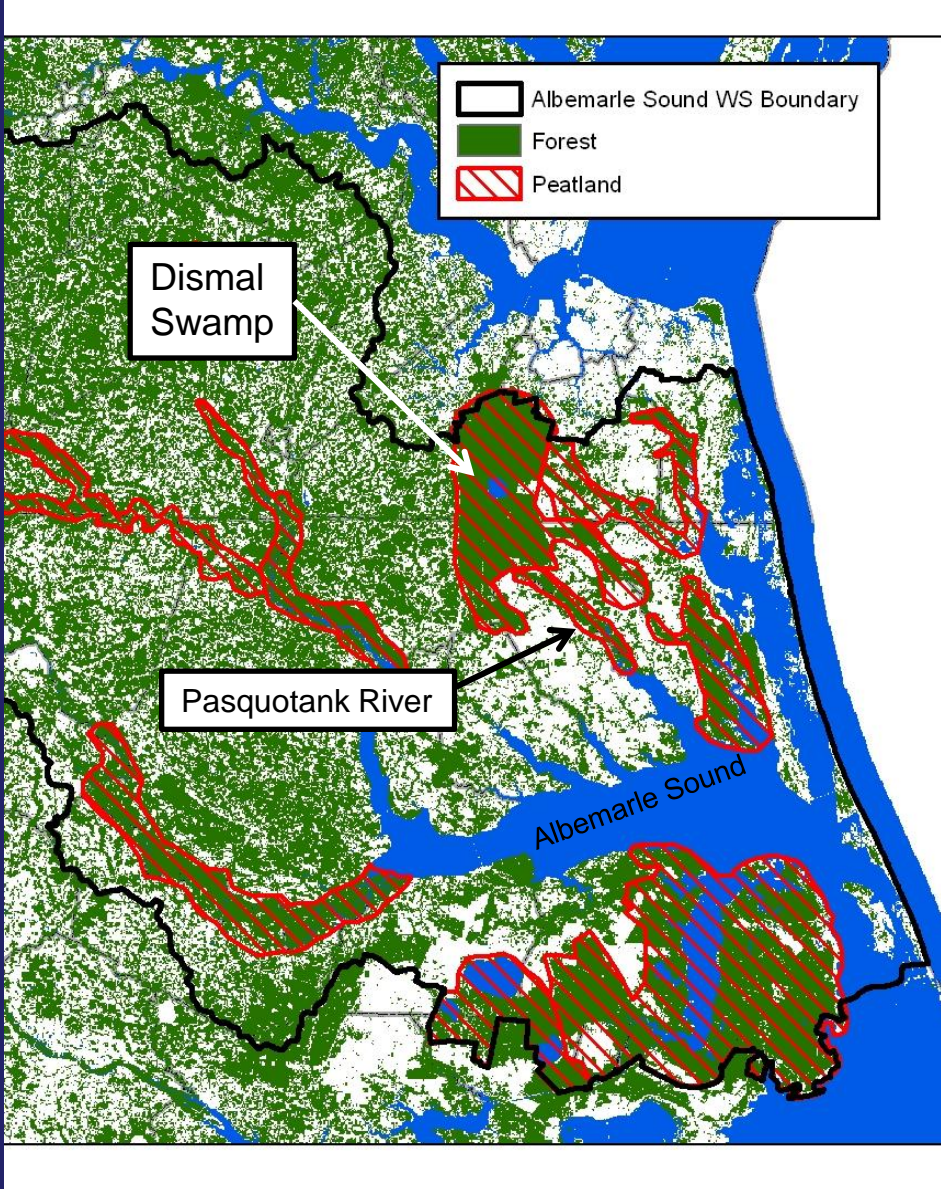 Albemarle Sound WS Boundary
Forest
Peatland
Dismal
Swamp
Pasquotank River
Albemarle Sound